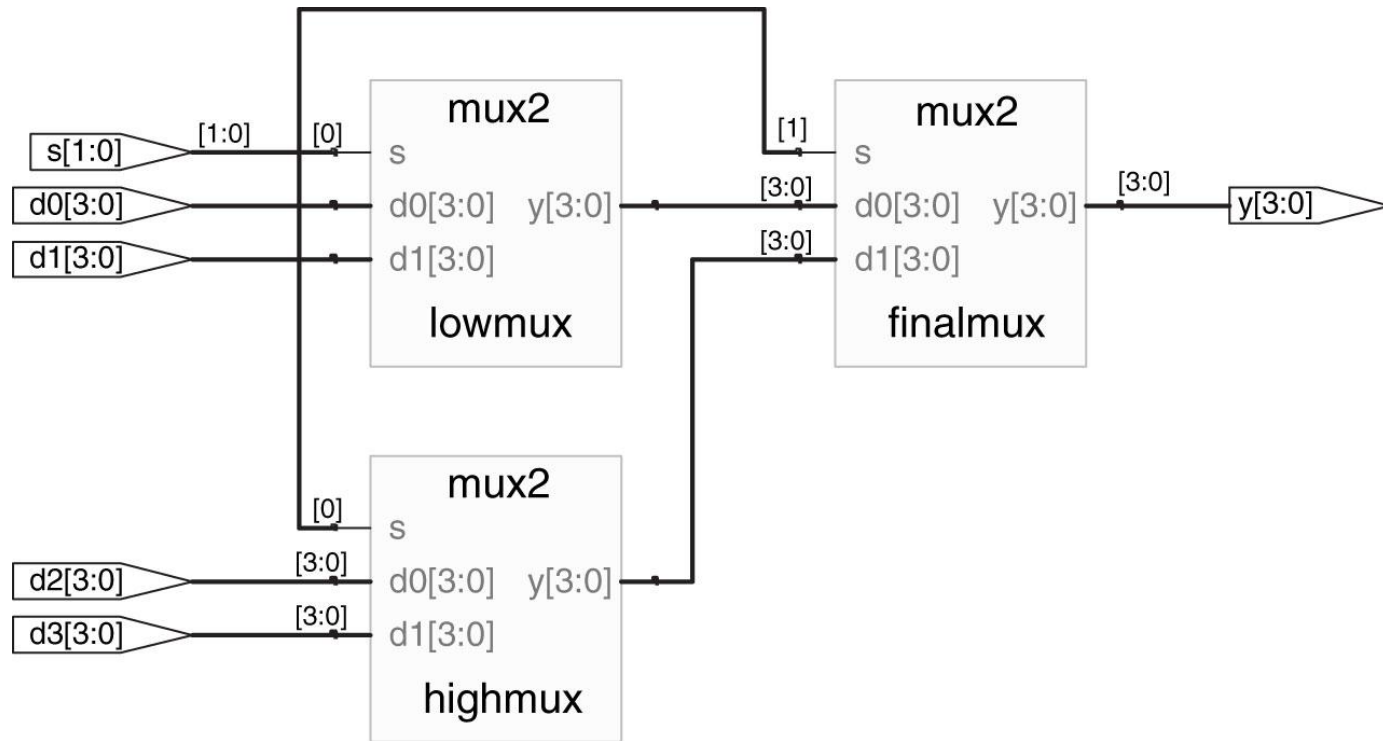 mux2
mux2
s[1:0] [1:0] [0] s [1] s
d0[3:0] d0[3:0] y[3:0] [3:0] d0[3:0] y[3:0] [3:0] y[3:0]
d1[3:0] d1[3:0] [3:0] d1[3:0]
lowmux
finalmux
mux2
[0] s
d2[3:0] [3:0] d0[3:0] y[3:0]
d3[3:0] [3:0] d1[3:0]
highmux